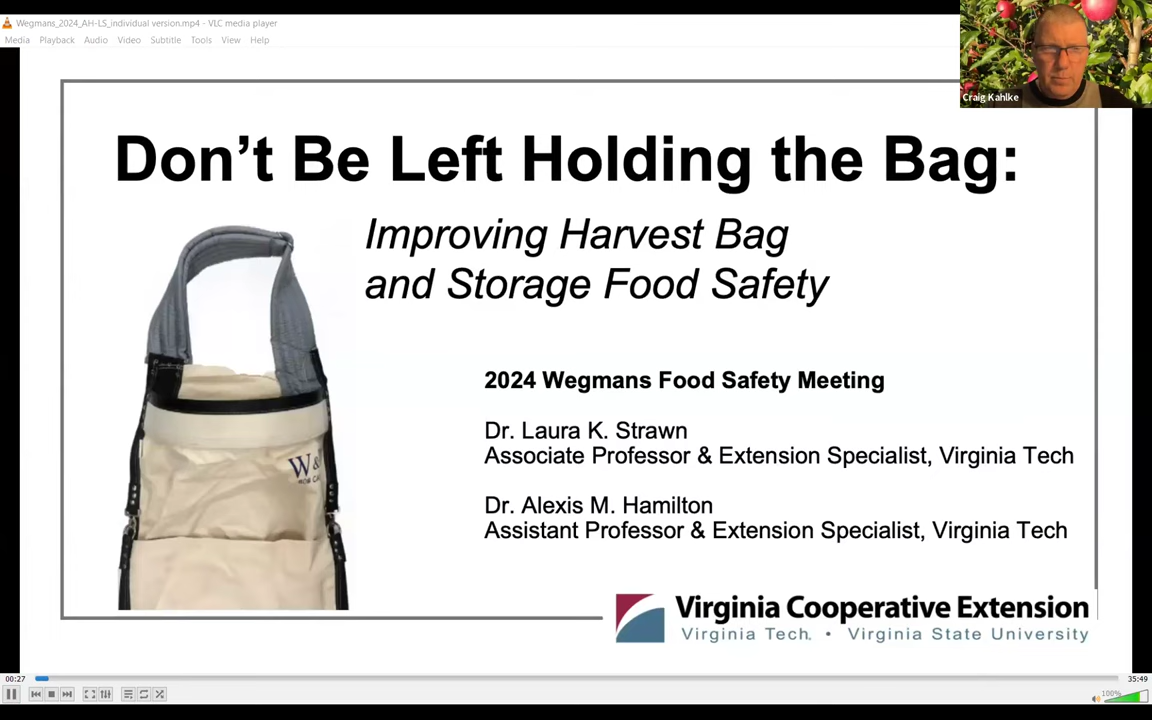 Wegmans_2024_AH-LS_individual version.mp4 - VLC media player
Media Playback Audio Video Subtitle Tools View Help
Craig Kahlke
Don't Be Left Holding the Bag:
Improving Harvest Bag
and Storage Food Safety
2024 Wegmans Food Safety Meeting
Dr. Laura K. Strawn
Associate Professor & Extension Specialist, Virginia Tech
Dr. Alexis M. Hamilton
Assistant Professor & Extension Specialist, Virginia Tech
W &
Virginia Cooperative Extension
Virginia Tech. • Virginia State University
00:27
35:49
100%